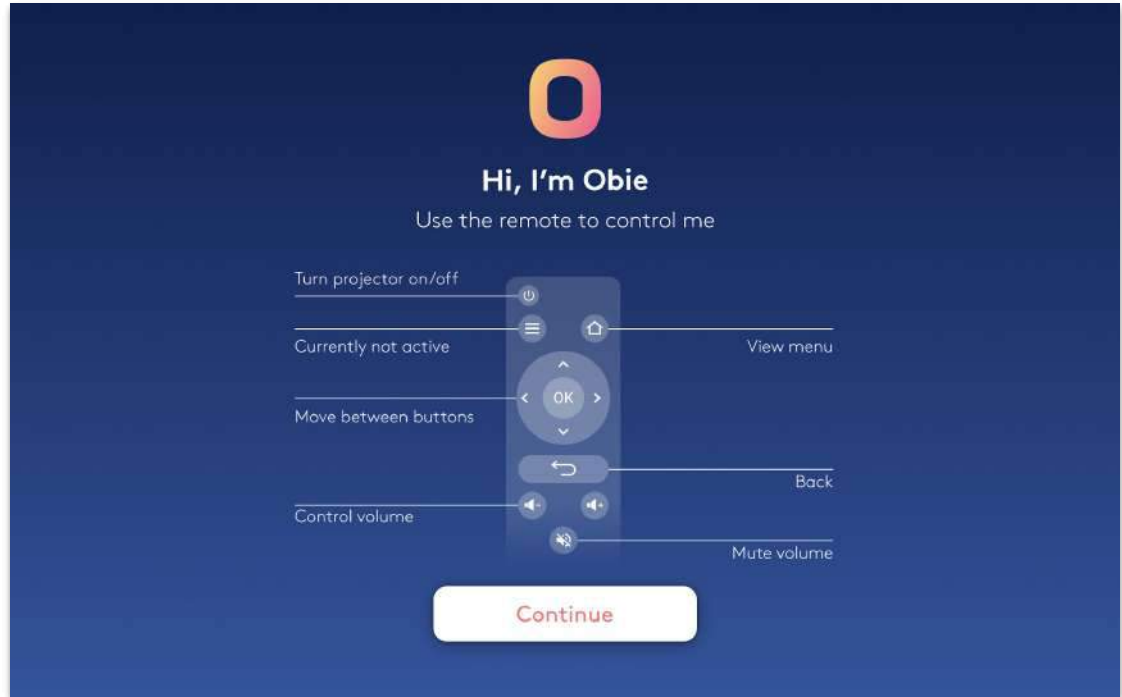 Hi, I'm Obie
Use the remote to control me
Turn projector on/off
Currently not active
View menu
OK
Move between buttons
Back
Control volume
Mute volume
Continue